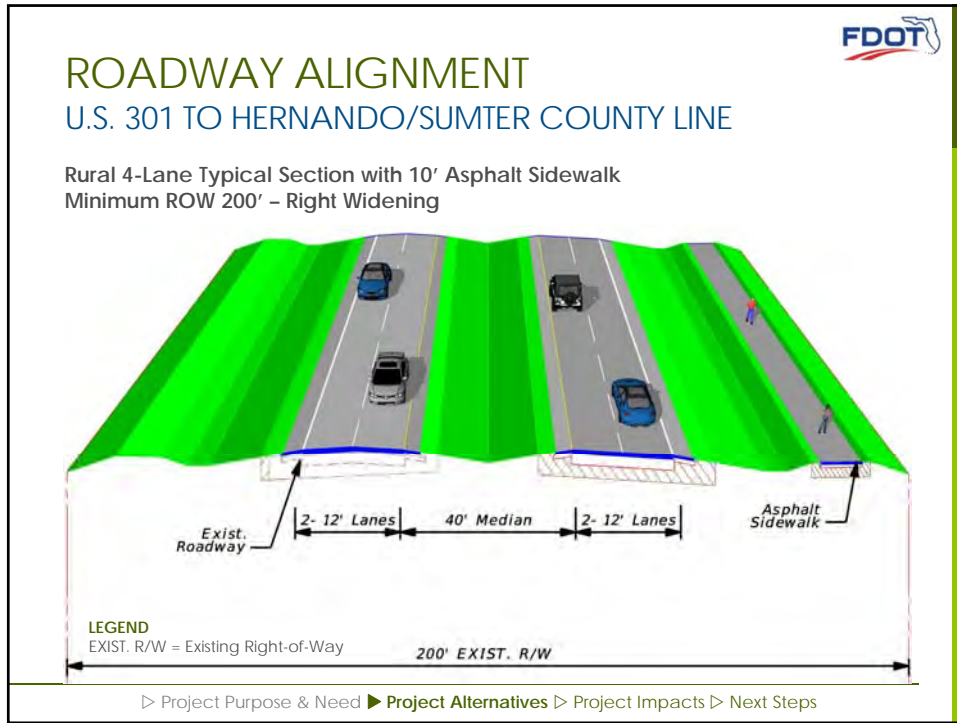 FDOT
ROADWAY ALIGNMENT
U.S. 301 TO HERNANDO/SUMTER COUNTY LINE
Rural 4-Lane Typical Section with 10' Asphalt Sidewalk
Minimum ROW 200' – Right Widening
Exist.
Roadway
2- 12' Lanes
40' Median
2- 12' Lanes
Asphalt
Sidewalk
LEGEND
EXIST. R/W = Existing Right-of-Way
200' EXIST. R/W
▷ Project Purpose & Need ▶ Project Alternatives ▷ Project Impacts ▷ Next Steps